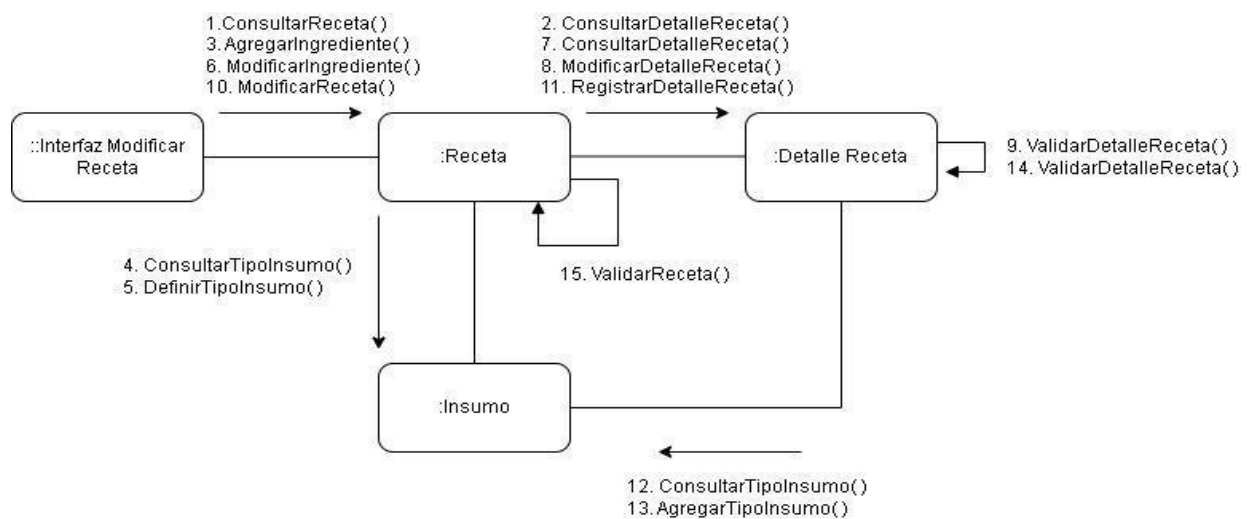 1.ConsultarReceta()
3. AgregarIngrediente()
6. ModificarIngrediente()
10. ModificarReceta()
2. ConsultarDetalleReceta()
7. ConsultarDetalleReceta()
8. ModificarDetalleReceta()
11. RegistrarDetalleReceta()
::Interfaz Modificar
Receta
:Receta
:Detalle Receta
9. ValidarDetalleReceta()
14. ValidarDetalleReceta()
4. ConsultarTipoInsumo()
5. DefinirTipoInsumo()
15. ValidarReceta()
:Insumo
12. ConsultarTipoInsumo()
13. AgregarTipoInsumo()